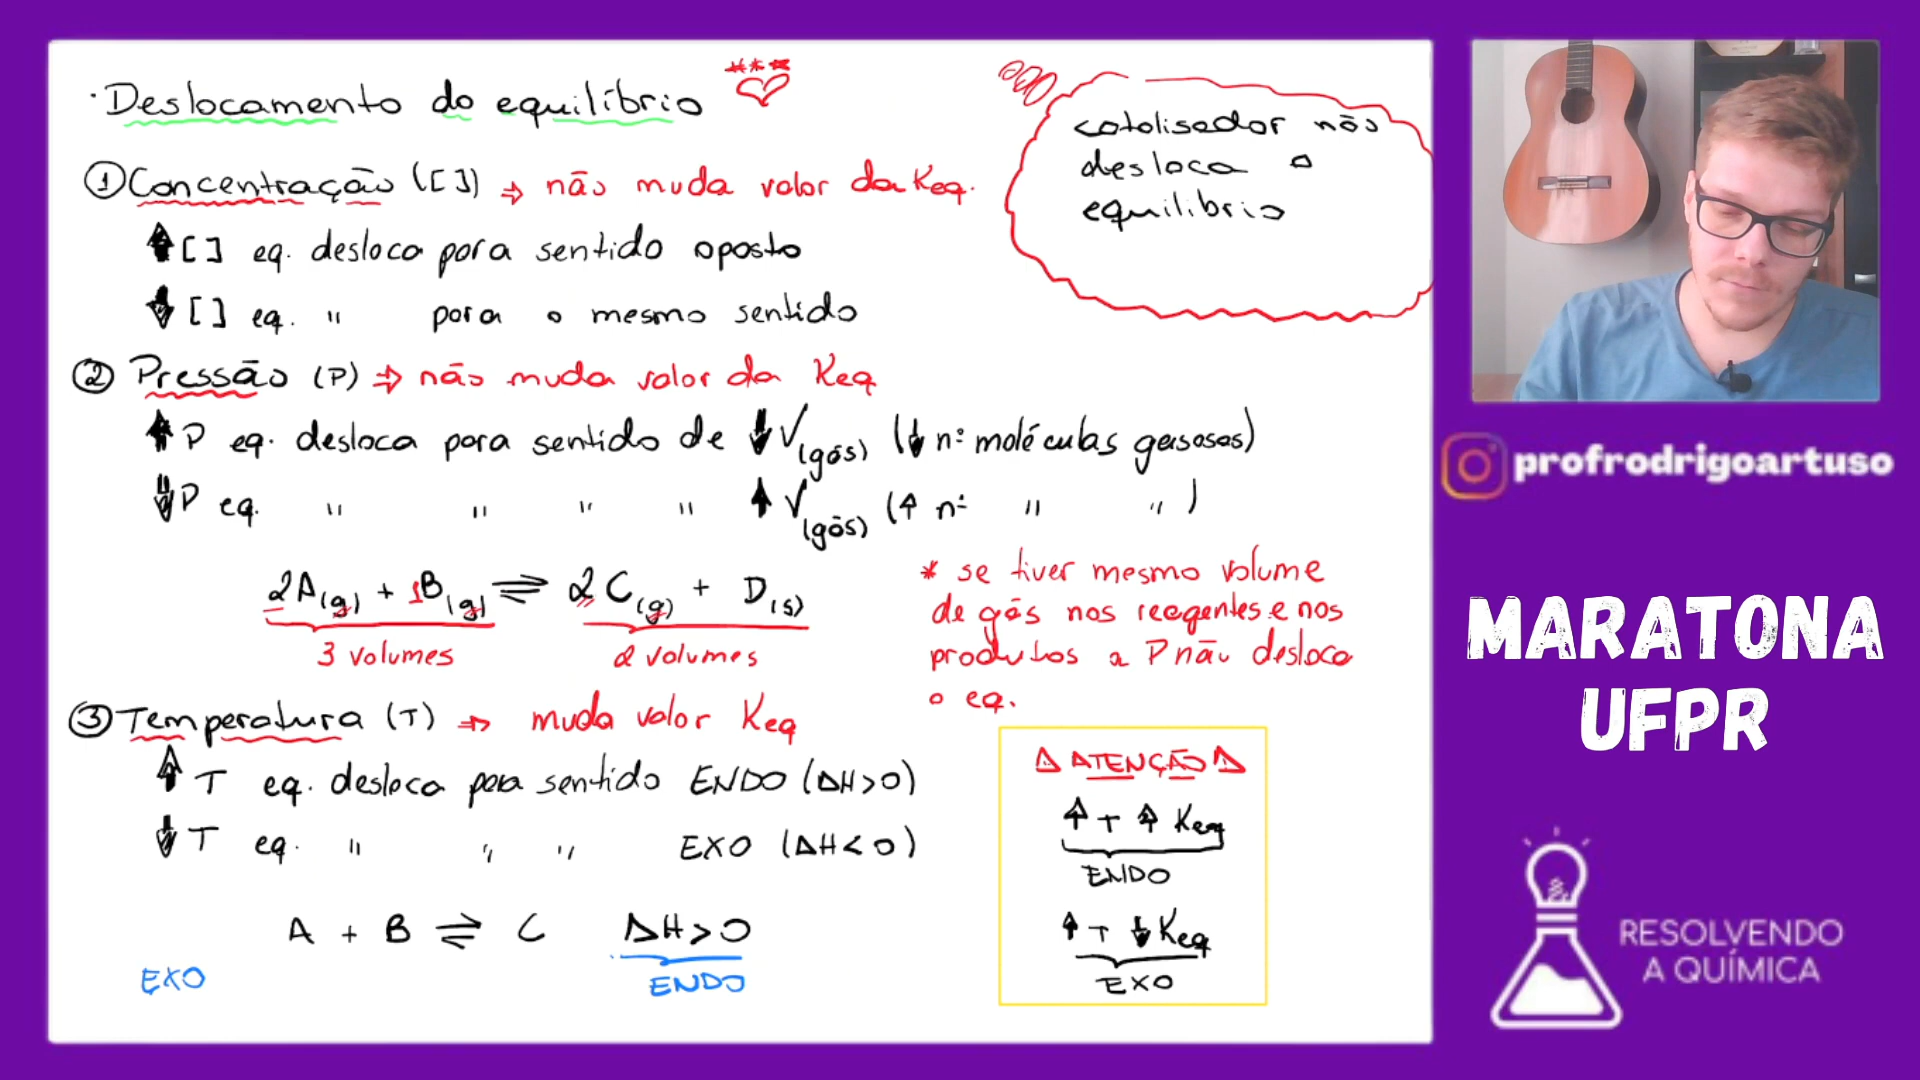 · Deslocamento do equilíbrio ***
① Concentração ([ ]) ⇒ não muda valor da Keq.
↑ [ ] eq. desloca para sentido oposto
↓ [ ] eq. " para o mesmo sentido
② Pressão (P) ⇒ não muda valor da Keq
↑ P eq. desloca para sentido de ↓ V(gás) (↓ nº moléculas gasosas)
↓ P eq. " " " " ↑ V(gás) (↑ nº " ")
2A(g) + 1B(g) ⇌ 2C(g) + D(s)
3 volumes 2 volumes
* se tiver mesmo volume
de gás nos reagentes e nos
produtos a P não desloca
o eq.
③ Temperatura (T) ⇒ muda valor Keq
↑ T eq. desloca para sentido ENDO (ΔH>0)
↓ T eq. " " " EXO (ΔH<0)
A + B ⇌ C ΔH>0
EXO ENDO
catalisador não
desloca o
equilibrio
⚠ ATENÇÃO ⚠
↑ T ↑ Keq
ENDO
↑ T ↓ Keq
EXO
profrodrigoartuso
MARATONA
UFPR
RESOLVENDO
A QUÍMICA